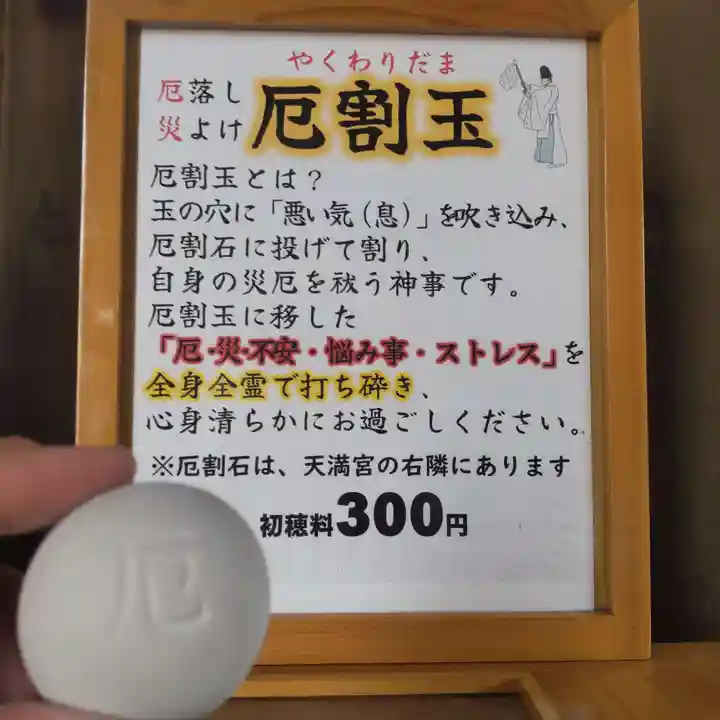 やくわりだま
厄落し
災よけ
厄割玉
厄割玉とは？
玉の穴に「悪い気（息）」を吹き込み、
厄割石に投げて割り、
自身の災厄を祓う神事です。
厄割玉に移した
「厄・災・不安・悩み事・ストレス」を
全身全霊で打ち砕き、
心身清らかにお過ごしください。
※厄割石は、天満宮の右隣にあります
初穂料300円
厄